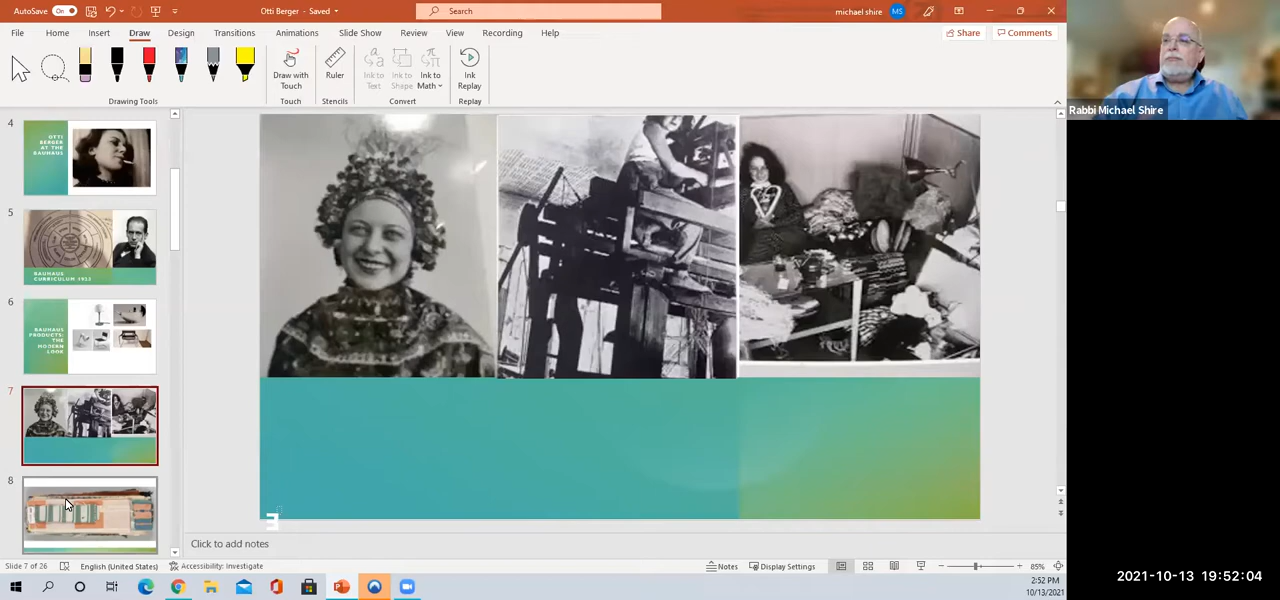 AutoSave On Otti Berger - Saved Search michael shire MS
File Home Insert Draw Design Transitions Animations Slide Show Review View Recording Help Share Comments
Draw with Touch
Ruler
Ink to Text
Ink to Shape
Ink to Math
Ink Replay
Drawing Tools Touch Stencils Convert Replay
Rabbi Michael Shire
4
OTTI BERGER AT THE BAUHAUS
5
BAUHAUS CURRICULUM 1923
6
BAUHAUS PRODUCTS: THE MODERN LOOK
7
8
Click to add notes
Slide 7 of 26 English (United States) Accessibility: Investigate Notes Display Settings 85%
2:52 PM
10/13/2021
2021-10-13 19:52:04